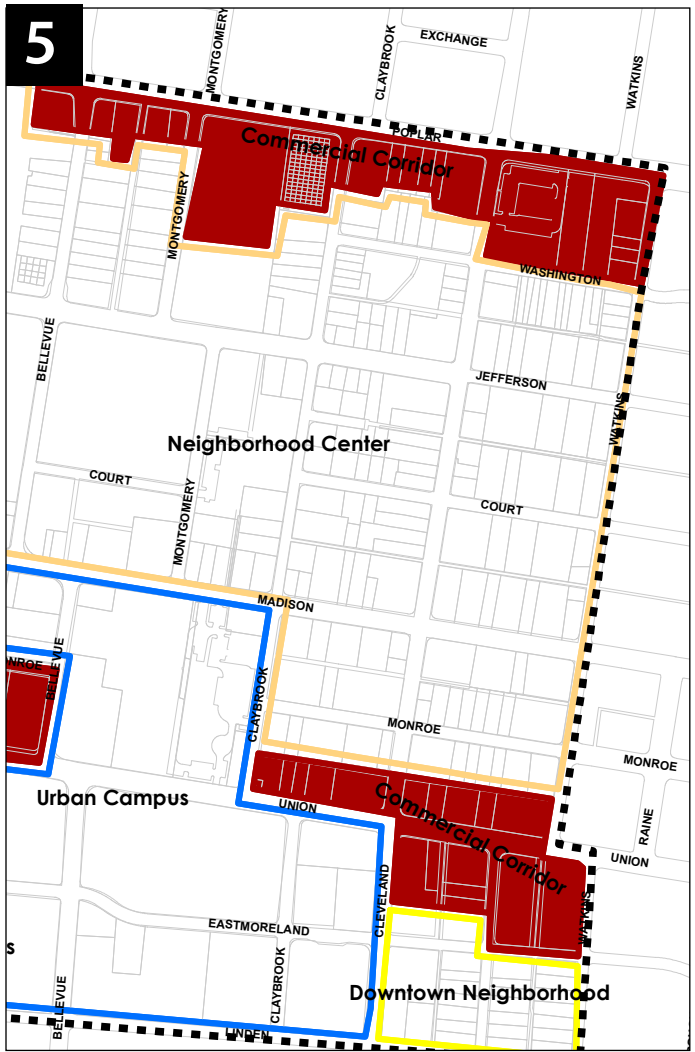 5
MONTGOMERY
CLAYBROOK
EXCHANGE
WATKINS
POPLAR
Commercial Corridor
MONTGOMERY
WASHINGTON
BELLEVUE
JEFFERSON
WATKINS
Neighborhood Center
COURT
MONTGOMERY
COURT
MADISON
BELLEVUE
NROE
CLAYBROOK
MONROE
MONROE
Urban Campus
UNION
Commercial Corridor
RAINE
UNION
CLEVELAND
WATKINS
EASTMORELAND
s
CLAYBROOK
BELLEVUE
Downtown Neighborhood
LINDEN